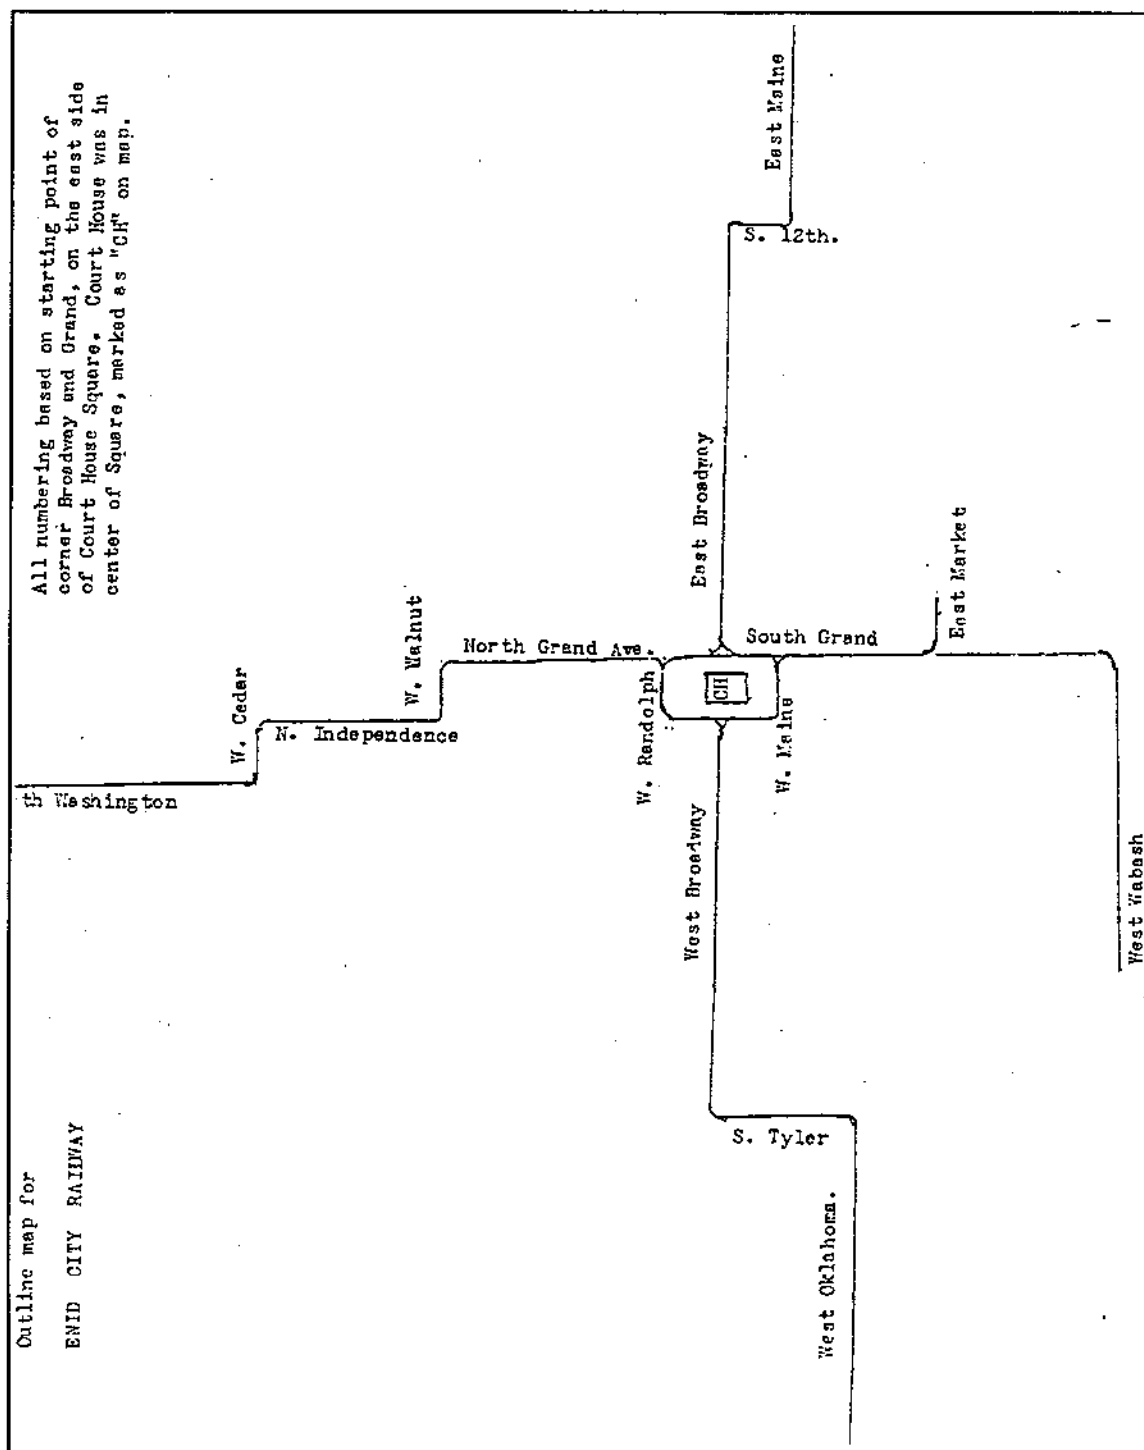 Outline map for
ENID CITY RAILWAY
All numbering based on starting point of
corner Broadway and Grand, on the east side
of Court House Square. Court House was in
center of Square, marked as "CH" on map.
East Maine
S. 12th.
East Broadway
East Market
South Grand
North Grand Ave.
W. Walnut
W. Cedar
N. Independence
th Washington
W. Randolph
CH
W. Maine
West Broadway
West Wabash
S. Tyler
West Oklahoma.